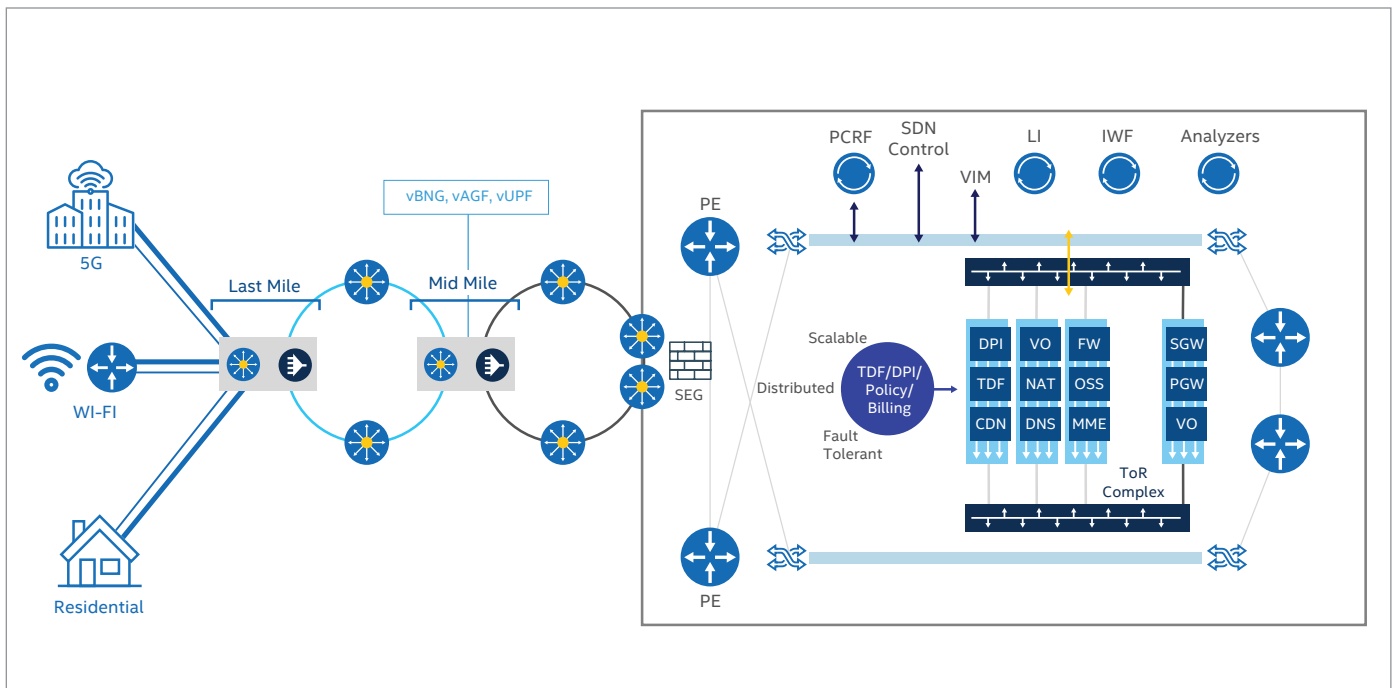 5G
WI-FI
Residential
Last Mile
vBNG, vAGF, vUPF
Mid Mile
SEG
PE
PE
PCRF
SDN
Control
VIM
LI
IWF
Analyzers
Scalable
Distributed
Fault
Tolerant
TDF/DPI/
Policy/
Billing
DPI
TDF
CDN
VO
NAT
DNS
FW
OSS
MME
SGW
PGW
VO
ToR
Complex